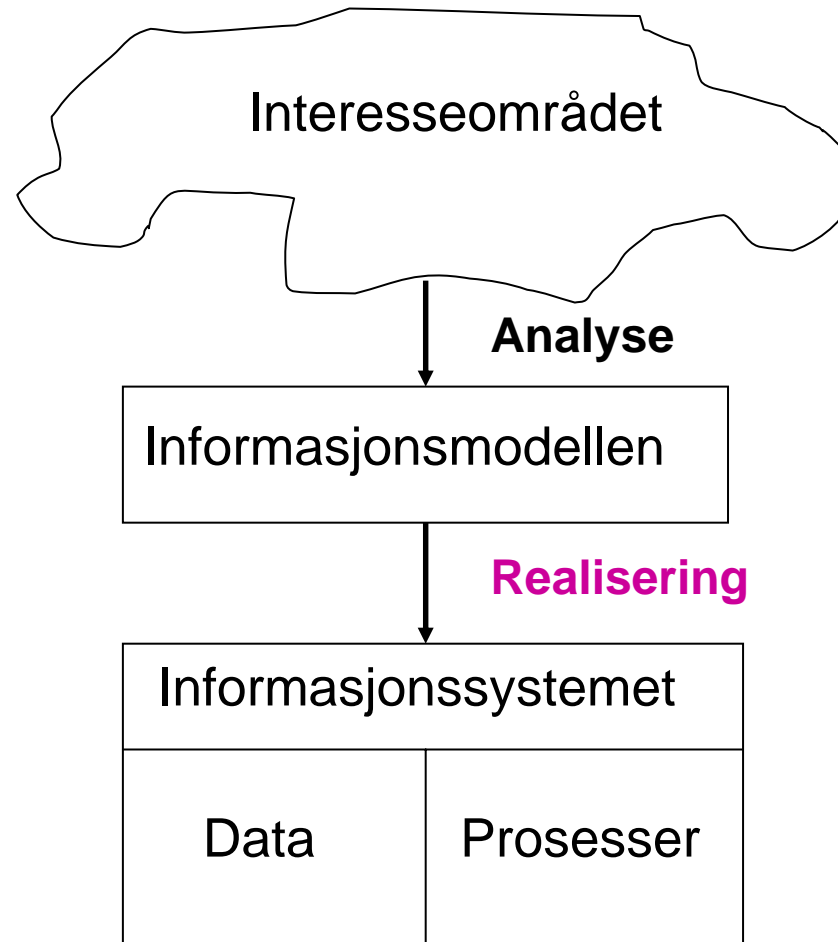 Interesseområdet
Analyse
Informasjonsmodellen
Realisering
Informasjonssystemet
Data
Prosesser